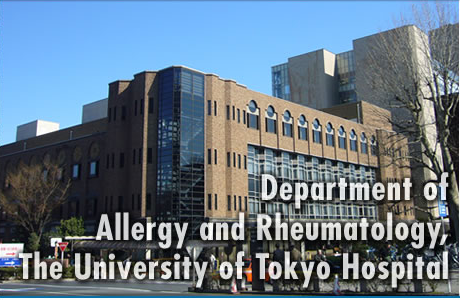 Department of
Allergy and Rheumatology,
The University of Tokyo Hospital